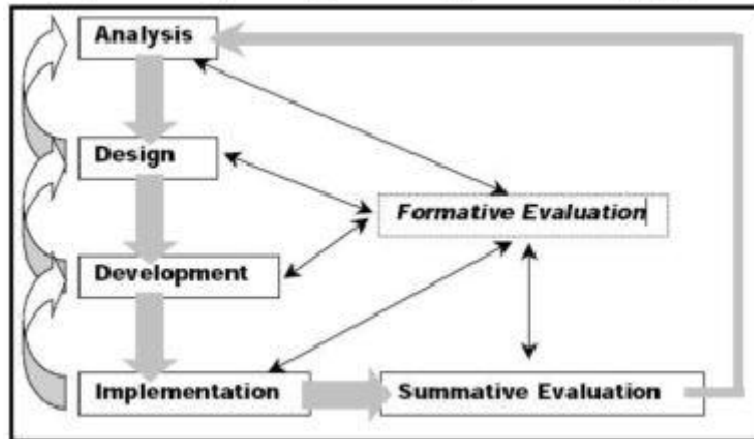 Analysis
Design
Formative Evaluation
Development
Implementation
Summative Evaluation